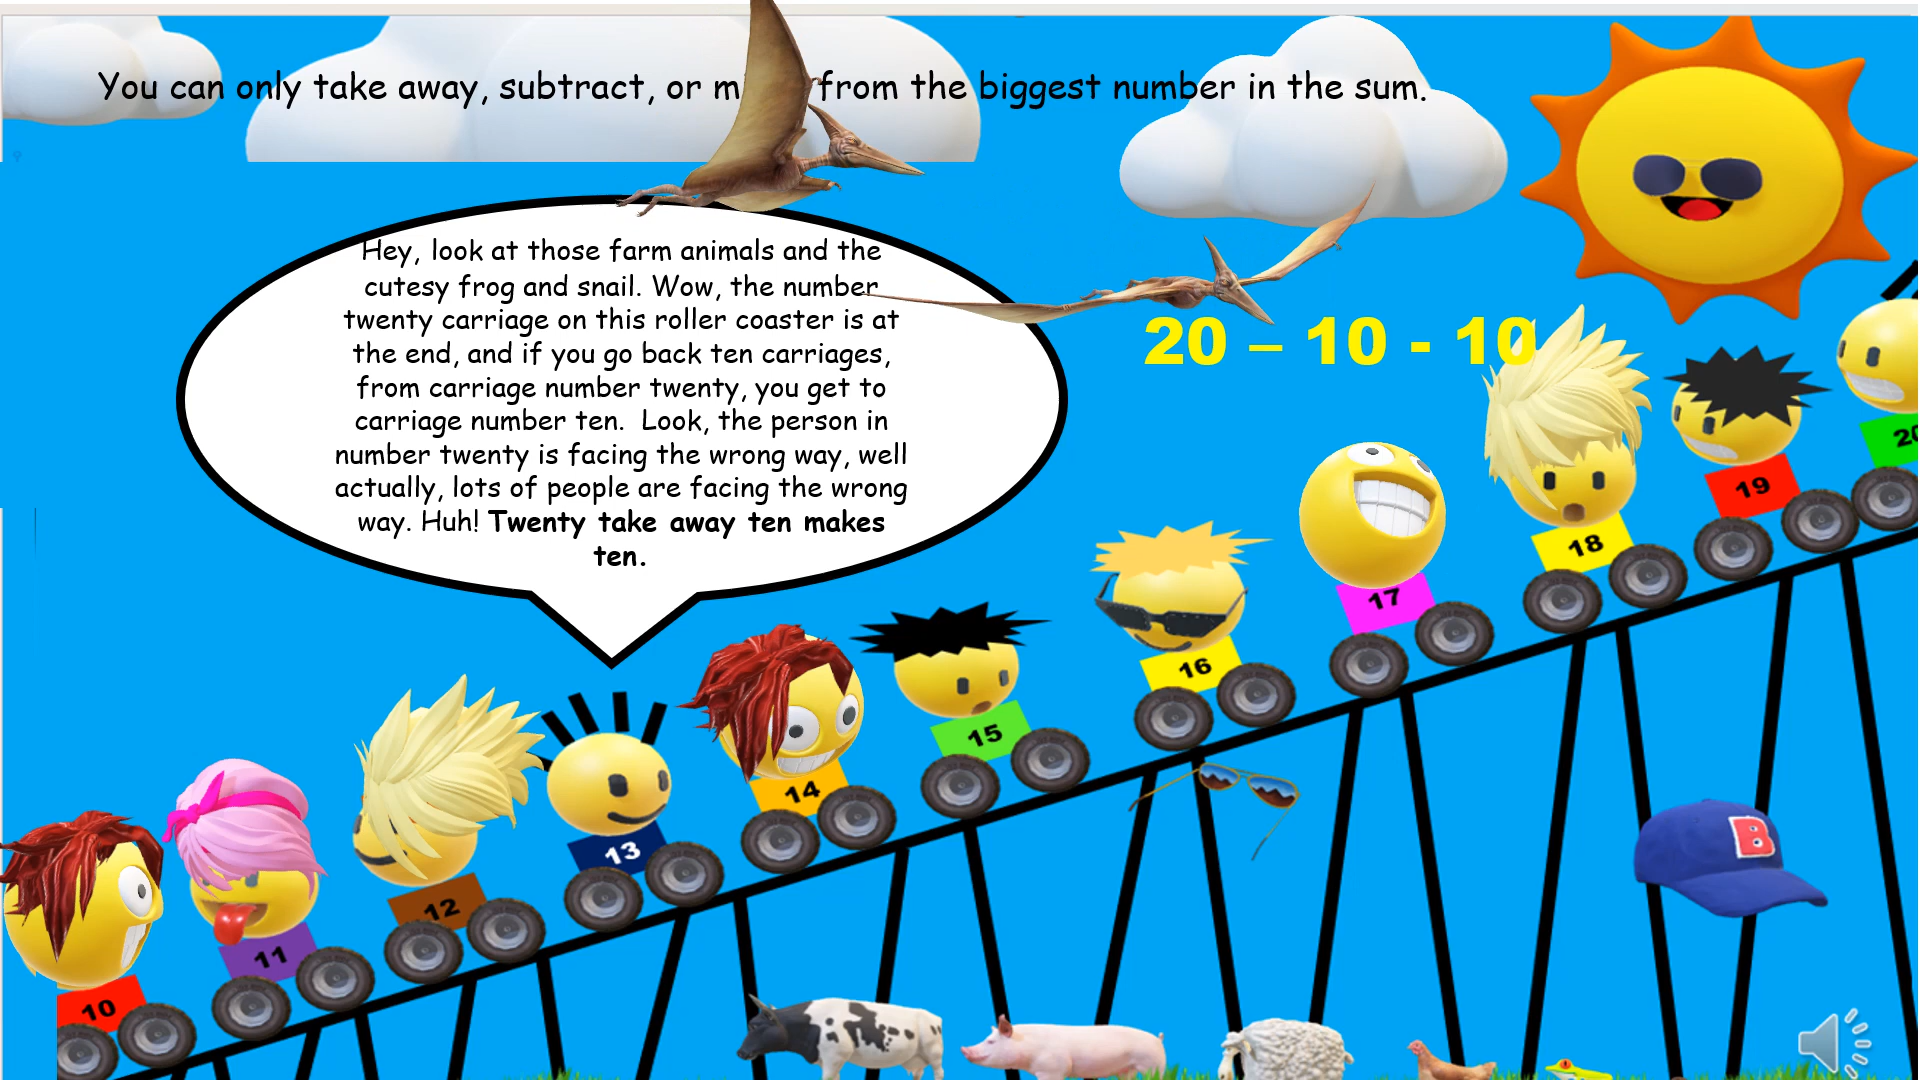 You can only take away, subtract, or m from the biggest number in the sum.
Hey, look at those farm animals and the
cutesy frog and snail. Wow, the number
twenty carriage on this roller coaster is at
the end, and if you go back ten carriages,
from carriage number twenty, you get to
carriage number ten. Look, the person in
number twenty is facing the wrong way, well
actually, lots of people are facing the wrong
way. Huh! Twenty take away ten makes
ten.
20 – 10 - 10
10
11
12
13
14
15
16
17
18
19
20
B